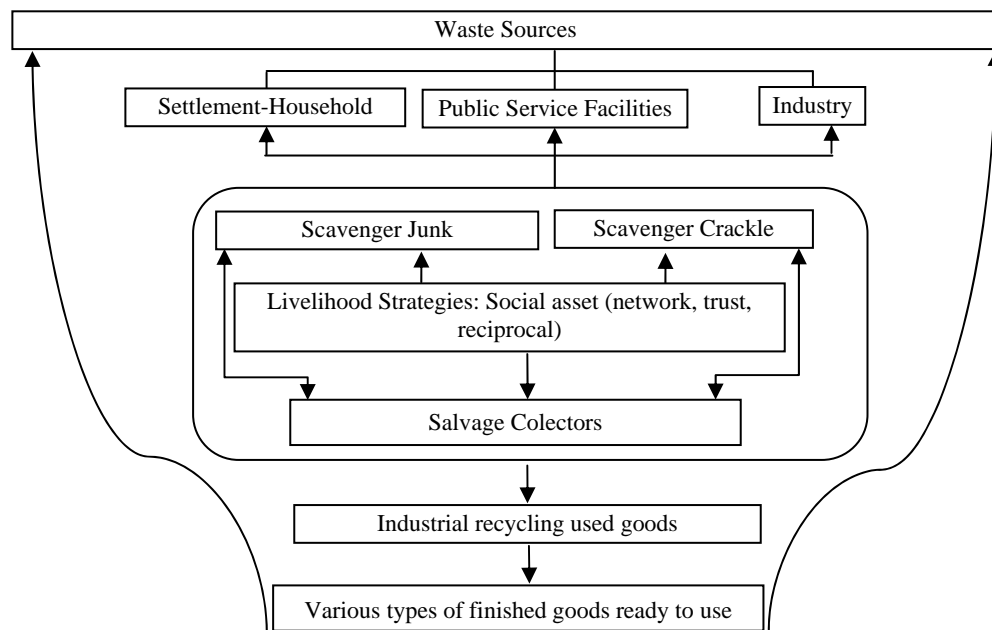 Waste Sources
Settlement-Household
Public Service Facilities
Industry
Scavenger Junk
Scavenger Crackle
Livelihood Strategies: Social asset (network, trust,
reciprocal)
Salvage Colectors
Industrial recycling used goods
Various types of finished goods ready to use